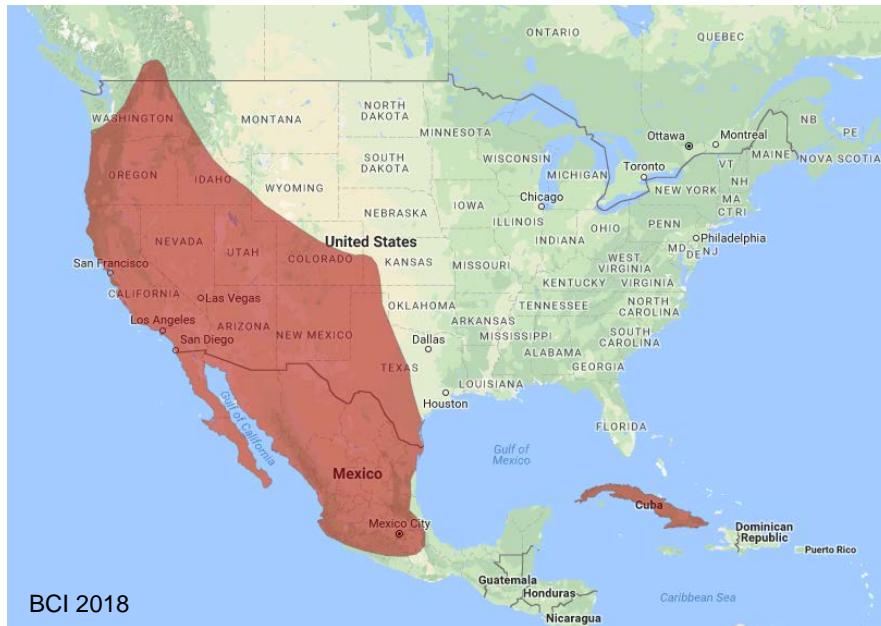 ONTARIO
QUEBEC
WASHINGTON
MONTANA
NORTH
DAKOTA
MINNESOTA
Ottawa
Montreal
NB
PE
MAINE
NOVA SCOTIA
OREGON
IDAHO
SOUTH
DAKOTA
WISCONSIN
MICHIGAN
Toronto
VT
NH
NEW YORK
MA
CT
RI
WYOMING
IOWA
Chicago
NEBRASKA
ILLINOIS
INDIANA
OHIO
PENN
Philadelphia
MD
DE
NJ
NEVADA
UTAH
COLORADO
United States
KANSAS
MISSOURI
WEST
VIRGINIA
KENTUCKY
VIRGINIA
San Francisco
CALIFORNIA
Las Vegas
OKLAHOMA
TENNESSEE
NORTH
CAROLINA
Los Angeles
ARIZONA
NEW MEXICO
ARKANSAS
MISSISSIPPI
SOUTH
CAROLINA
San Diego
Dallas
ALABAMA
GEORGIA
TEXAS
LOUISIANA
Houston
FLORIDA
Gulf of California
Gulf of
Mexico
Mexico
Cuba
Mexico City
Dominican
Republic
Puerto Rico
Guatemala
Honduras
Caribbean Sea
Nicaragua
BCI 2018